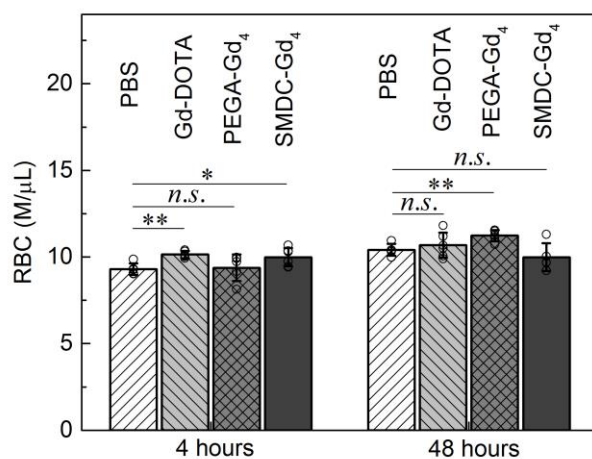 RBC (M/µL)
20
15
10
5
0
PBS
Gd-DOTA
PEGA-Gd4
SMDC-Gd4
PBS
Gd-DOTA
PEGA-Gd4
SMDC-Gd4
*
n.s.
**
n.s.
**
n.s.
4 hours
48 hours